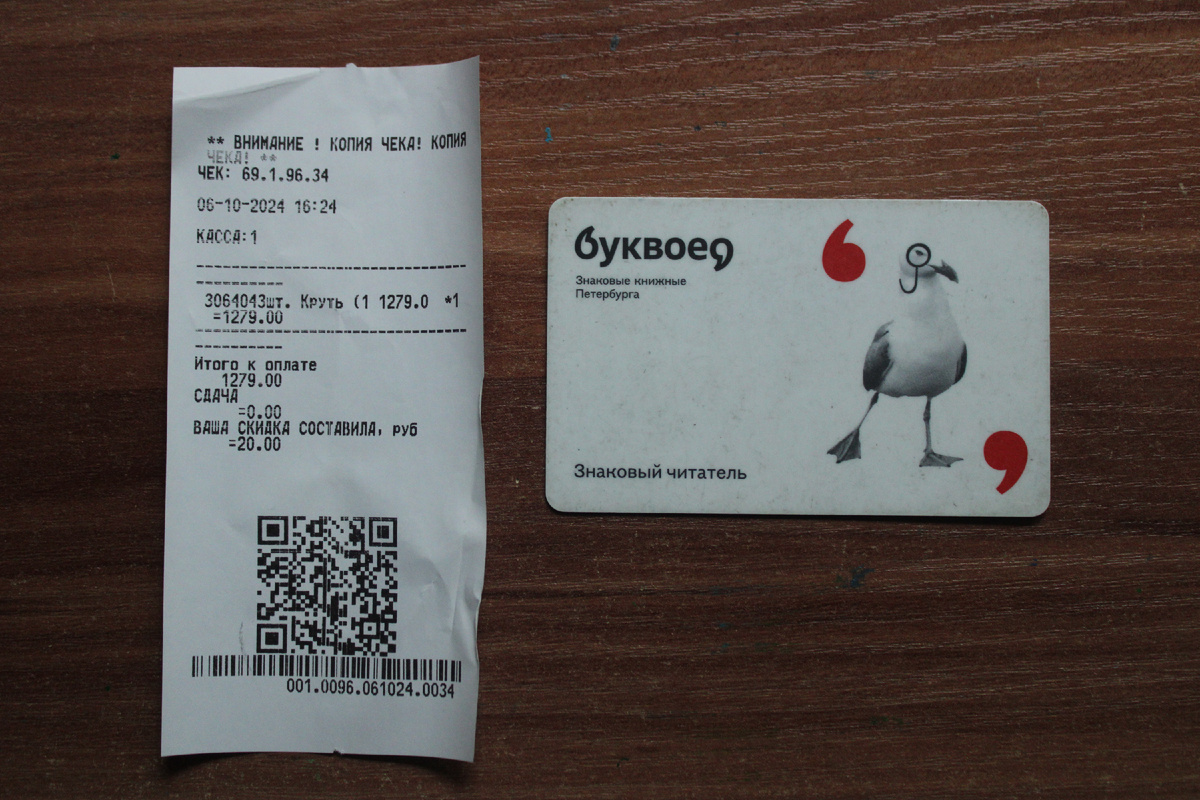 ** ВНИМАНИЕ ! КОПИЯ ЧЕКА! КОПИЯ
ЧЕКА! **
ЧЕК: 69.1.96.34
06-10-2024 16:24
КАССА:1
3064043шт. Круть (1 1279.0 *1
=1279.00
Итого к оплате
1279.00
СДАЧА
=0.00
ВАША СКИДКА СОСТАВИЛА, руб
=20.00
001.0096.061024.0034
буквоед
Знаковые книжные
Петербурга
Знаковый читатель